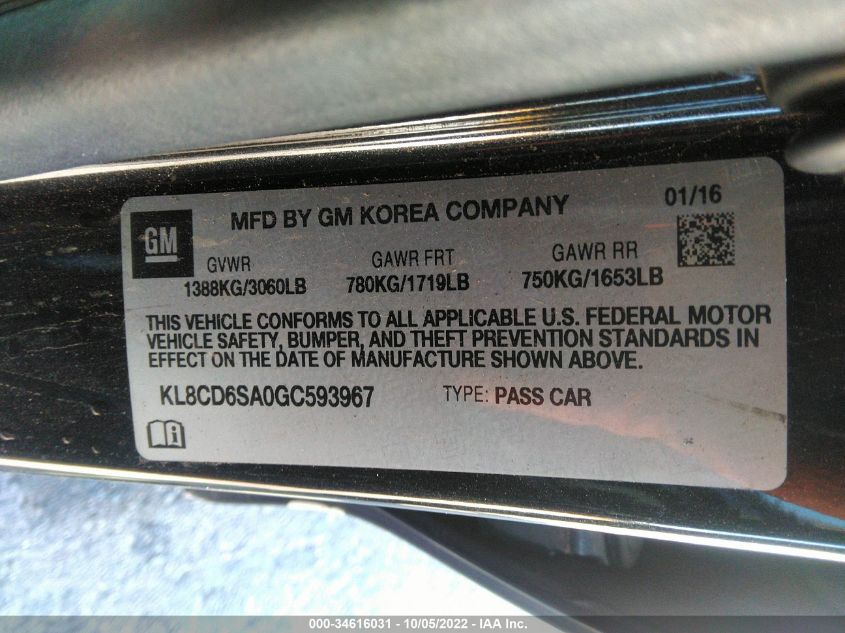 GM
MFD BY GM KOREA COMPANY
01/16
GVWR
GAWR FRT
GAWR RR
1388KG/3060LB
780KG/1719LB
750KG/1653LB
THIS VEHICLE CONFORMS TO ALL APPLICABLE U.S. FEDERAL MOTOR
VEHICLE SAFETY, BUMPER, AND THEFT PREVENTION STANDARDS IN
EFFECT ON THE DATE OF MANUFACTURE SHOWN ABOVE.
KL8CD6SA0GC593967
TYPE: PASS CAR
000-34616031 - 10/05/2022 - IAA Inc.